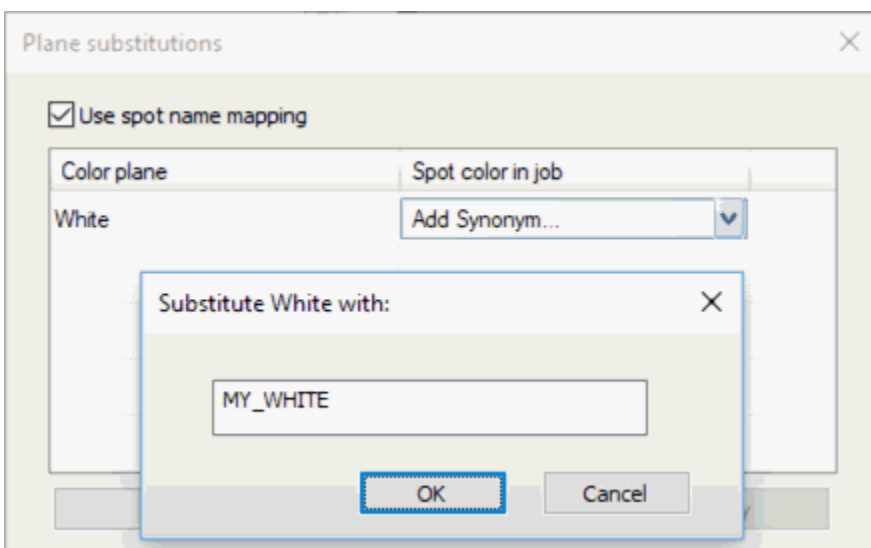 Plane substitutions
Use spot name mapping
Color plane Spot color in job
White Add Synonym...
Substitute White with:
MY_WHITE
OK Cancel